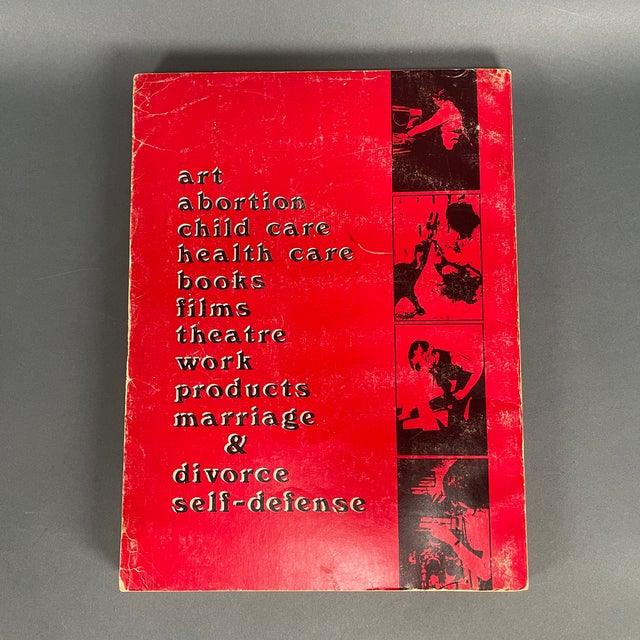 art
abortion
child care
health care
books
films
theatre
work
products
marriage
&
divorce
self-defense